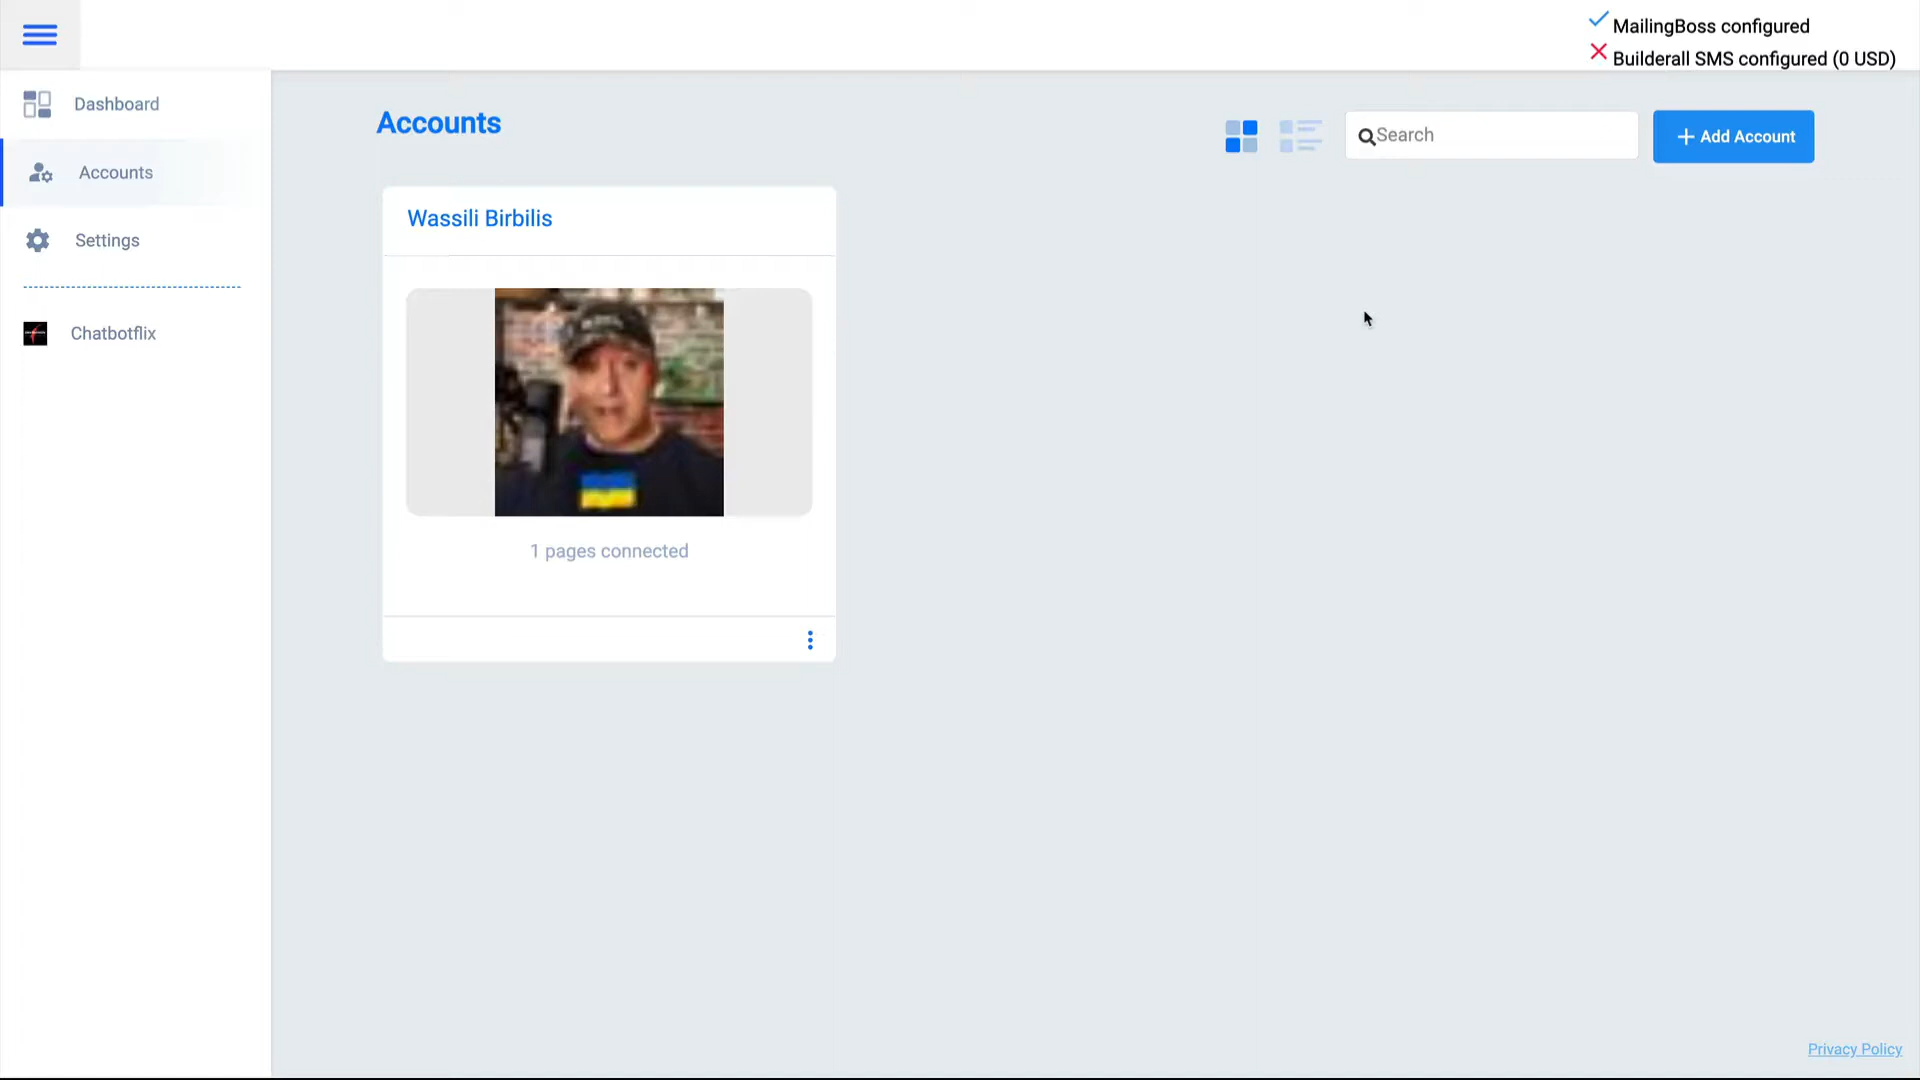 MailingBoss configured
Builderall SMS configured (0 USD)
Dashboard
Accounts
Settings
Chatbotflix
Accounts
Search
+ Add Account
Wassili Birbilis
1 pages connected
Privacy Policy